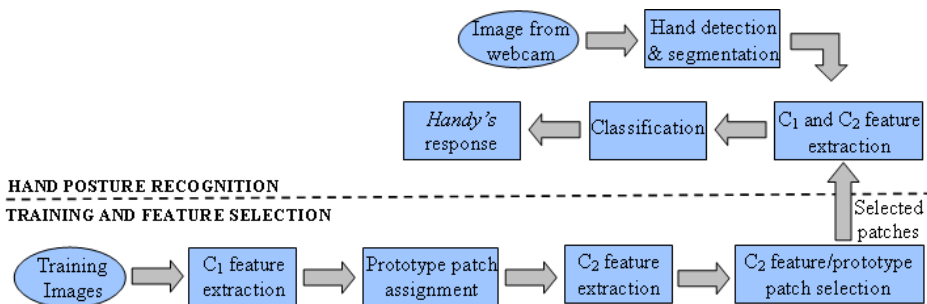 Image from
webcam
Hand detection
& segmentation
Handy's
response
Classification
C₁ and C₂ feature
extraction
HAND POSTURE RECOGNITION
TRAINING AND FEATURE SELECTION
Selected
patches
Training
Images
C₁ feature
extraction
Prototype patch
assignment
C₂ feature
extraction
C₂ feature/prototype
patch selection